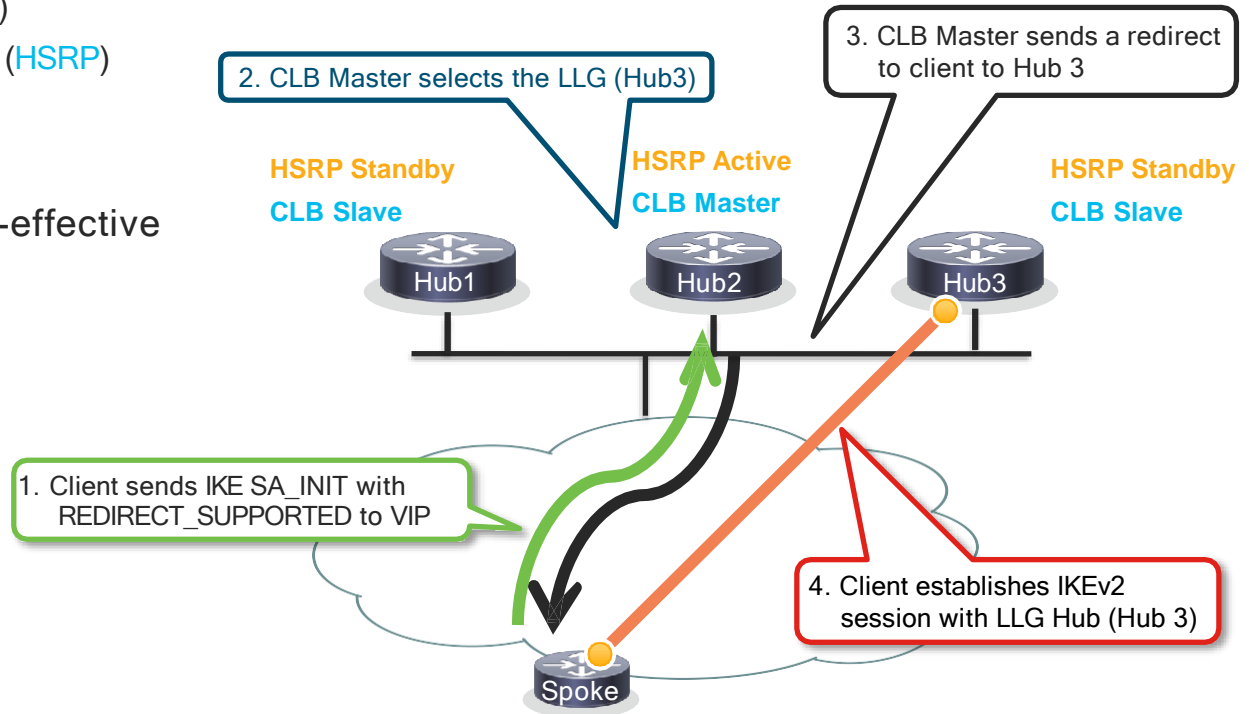 )
(HSRP)
-effective
2. CLB Master selects the LLG (Hub3)
3. CLB Master sends a redirect
to client to Hub 3
HSRP Standby
CLB Slave
HSRP Active
CLB Master
HSRP Standby
CLB Slave
Hub1
Hub2
Hub3
1. Client sends IKE SA_INIT with
REDIRECT_SUPPORTED to VIP
4. Client establishes IKEv2
session with LLG Hub (Hub 3)
Spoke